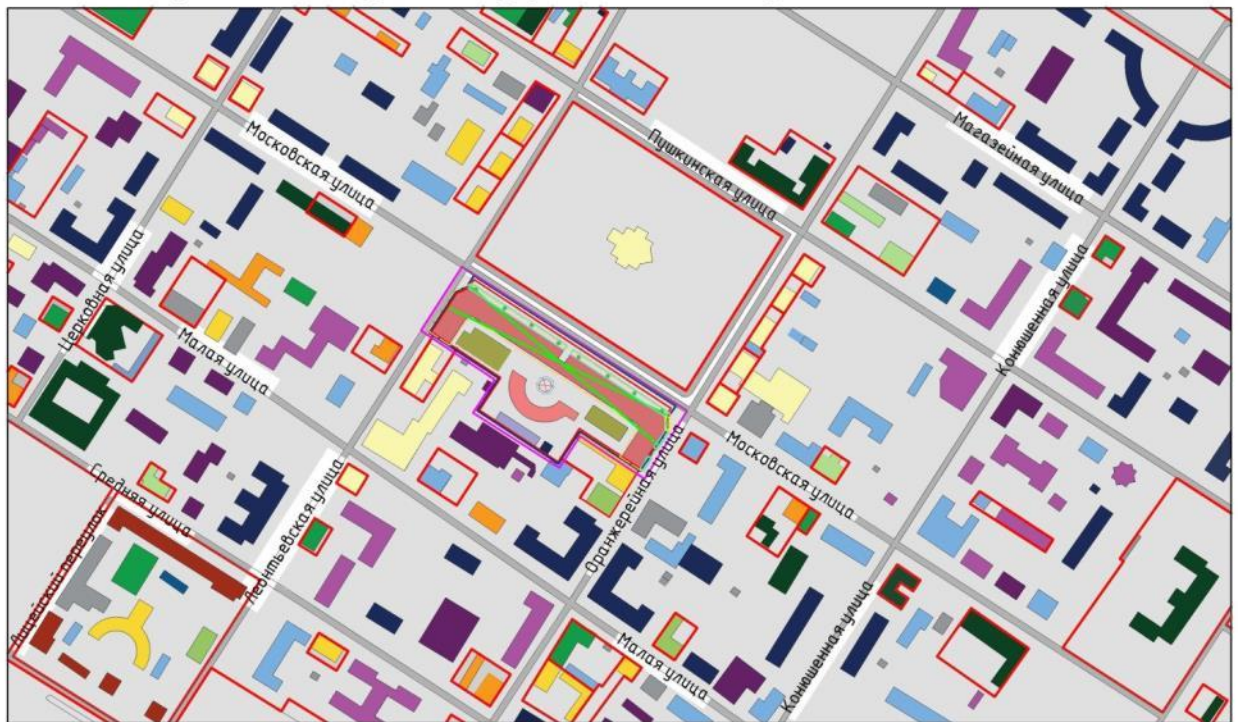 Московская улица
Пушкинская улица
Магазейная улица
Церковная улица
Малая улица
Конюшенная улица
Московская улица
Средняя улица
Леонтьевская улица
Оранжерейная улица
Лицейский переулок
Малая улица
Конюшенная улица